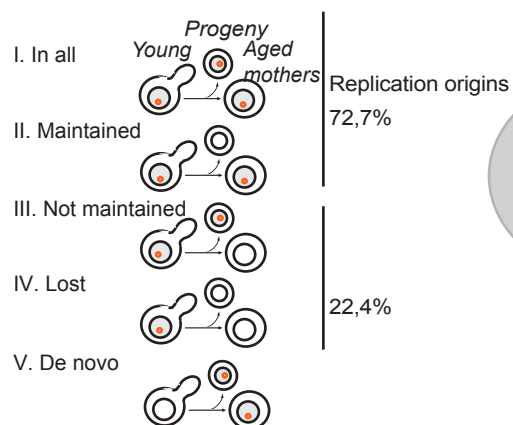 Progeny
Young
Aged
mothers
I. In all
Replication origins
72,7%
II. Maintained
III. Not maintained
IV. Lost
22,4%
V. De novo